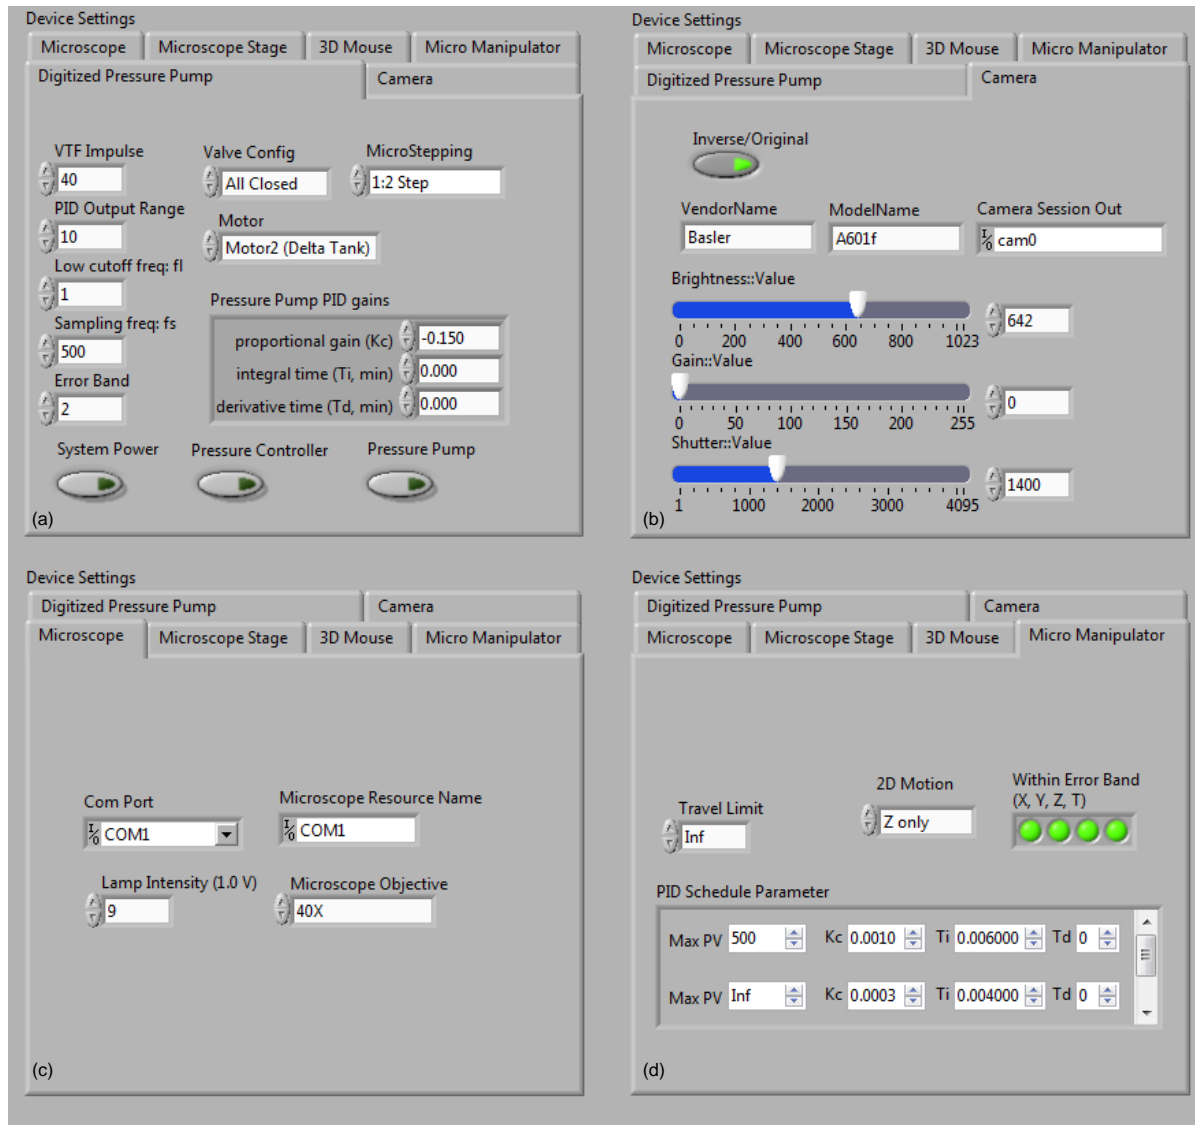 Device Settings
Microscope Microscope Stage 3D Mouse Micro Manipulator
Digitized Pressure Pump Camera
VTF Impulse Valve Config MicroStepping
40 All Closed 1:2 Step
PID Output Range Motor
10 Motor2 (Delta Tank)
Low cutoff freq: fl
1
Pressure Pump PID gains
Sampling freq: fs
500
proportional gain (Kc) -0.150
integral time (Ti, min) 0.000
Error Band
2
derivative time (Td, min) 0.000
System Power Pressure Controller Pressure Pump
(a)
Device Settings
Microscope Microscope Stage 3D Mouse Micro Manipulator
Digitized Pressure Pump Camera
Inverse/Original
VendorName ModelName Camera Session Out
Basler A601f I/0 cam0
Brightness::Value
642
0 200 400 600 800 1023
Gain::Value
0
0 50 100 150 200 255
Shutter::Value
1400
1 1000 2000 3000 4095
(b)
Device Settings
Digitized Pressure Pump Camera
Microscope Microscope Stage 3D Mouse Micro Manipulator
Com Port Microscope Resource Name
I/0 COM1 I/0 COM1
Lamp Intensity (1.0 V) Microscope Objective
9 40X
(c)
Device Settings
Digitized Pressure Pump Camera
Microscope Microscope Stage 3D Mouse Micro Manipulator
Travel Limit 2D Motion Within Error Band
(X, Y, Z, T)
Inf Z only
PID Schedule Parameter
Max PV 500 Kc 0.0010 Ti 0.006000 Td 0
Max PV Inf Kc 0.0003 Ti 0.004000 Td 0
(d)